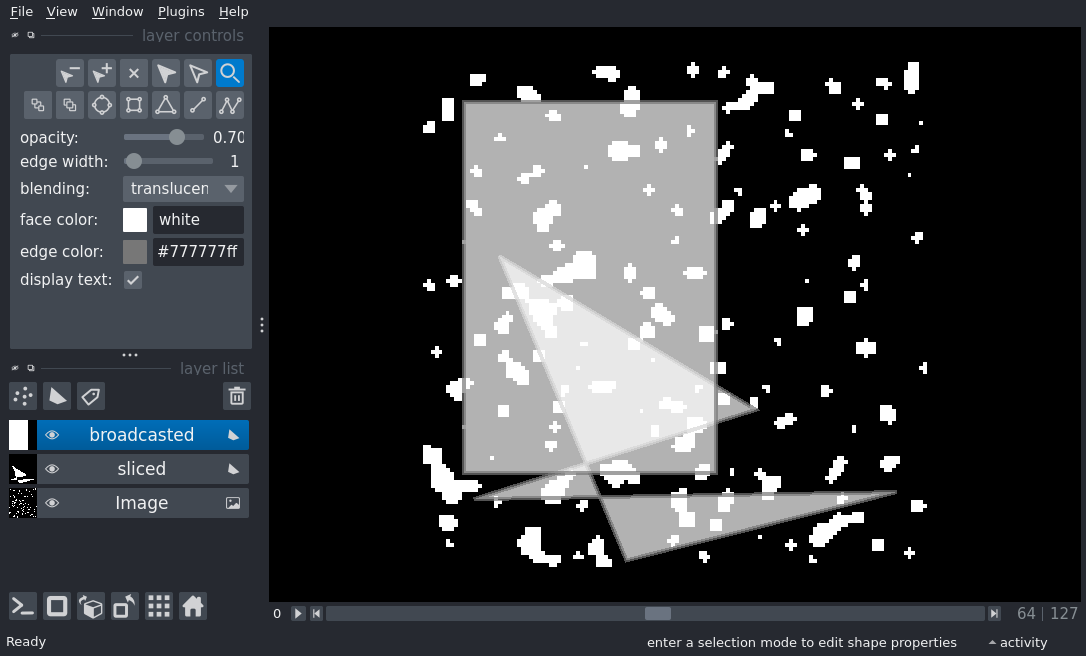 File View Window Plugins Help
layer controls
opacity: 0.70
edge width: 1
blending: translucen
face color: white
edge color: #777777ff
display text:
layer list
broadcasted
sliced
Image
0 64 | 127
Ready enter a selection mode to edit shape properties activity